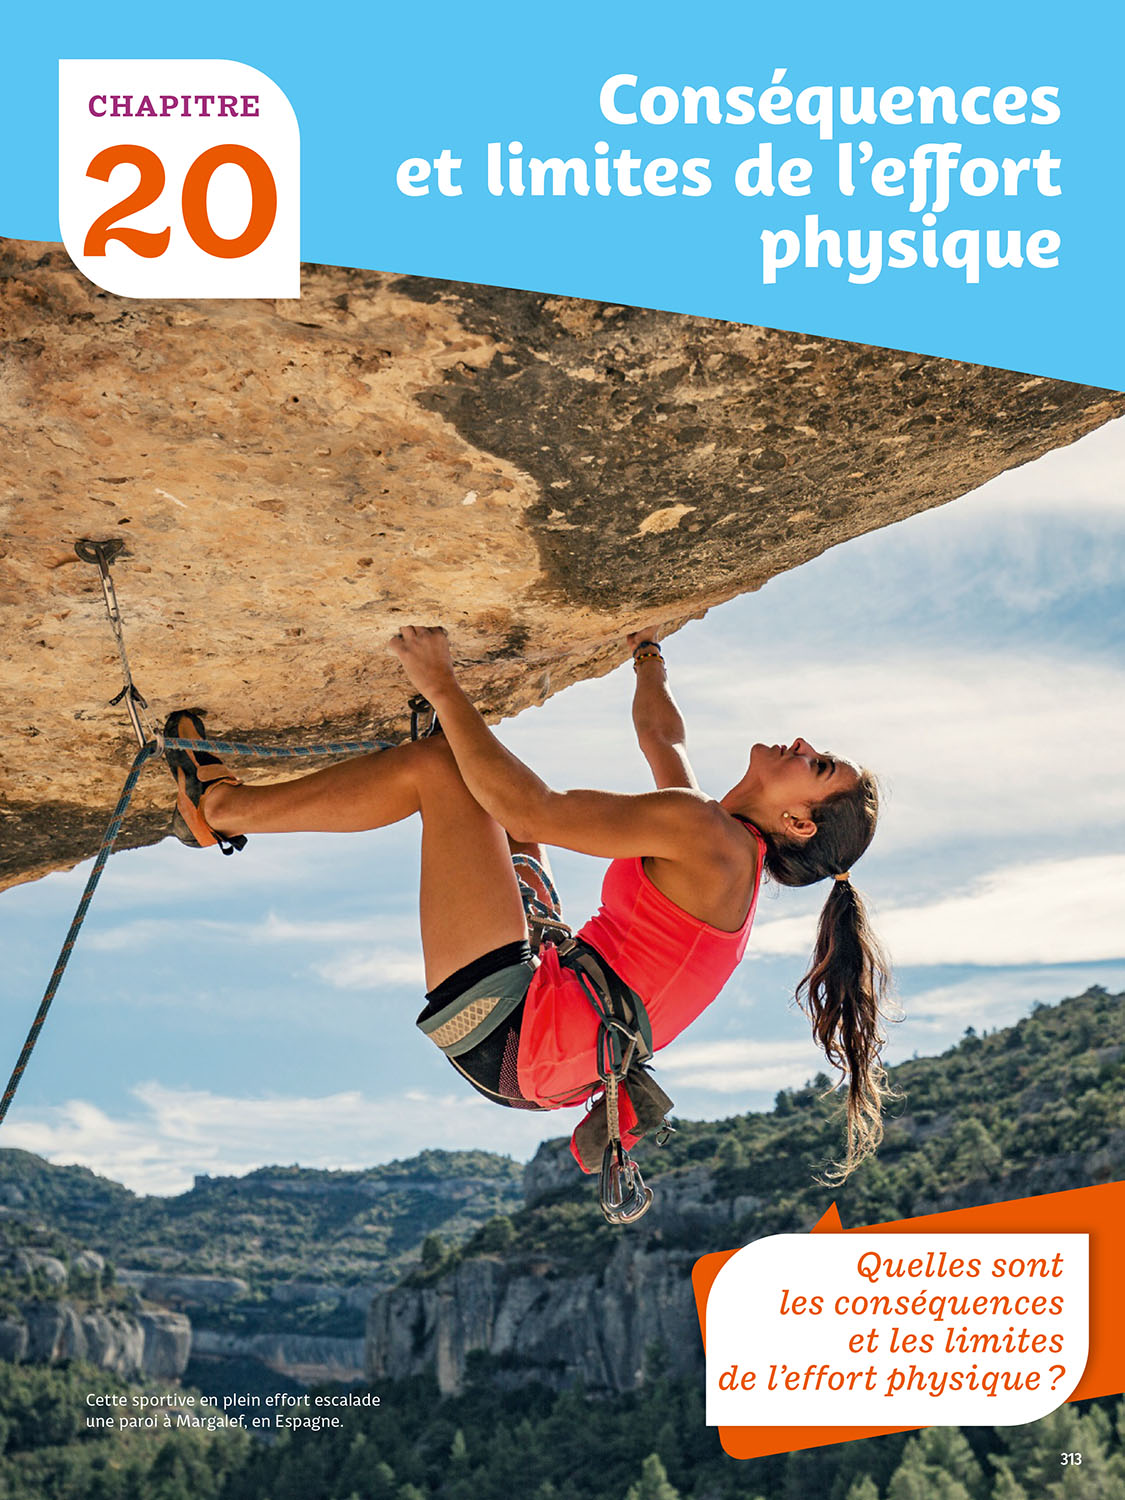 CHAPITRE
20
Conséquences
et limites de l'effort
physique
Quelles sont
les conséquences
et les limites
de l'effort physique ?
Cette sportive en plein effort escalade
une paroi à Margalef, en Espagne.
313